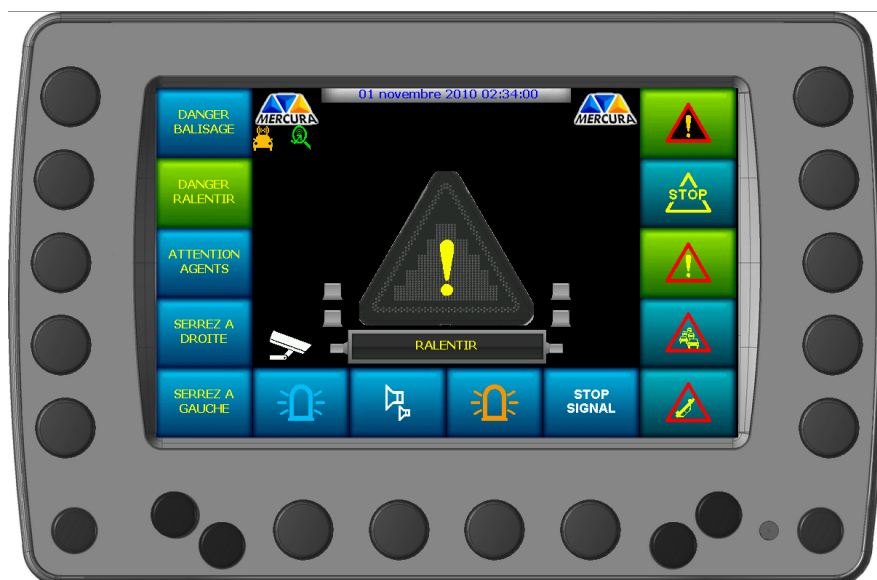 01 novembre 2010 02:34:00
MERCURA
MERCURA
DANGER
BALISAGE
DANGER
RALENTIR
STOP
ATTENTION
AGENTS
SERREZ A
DROITE
RALENTIR
SERREZ A
GAUCHE
STOP
SIGNAL